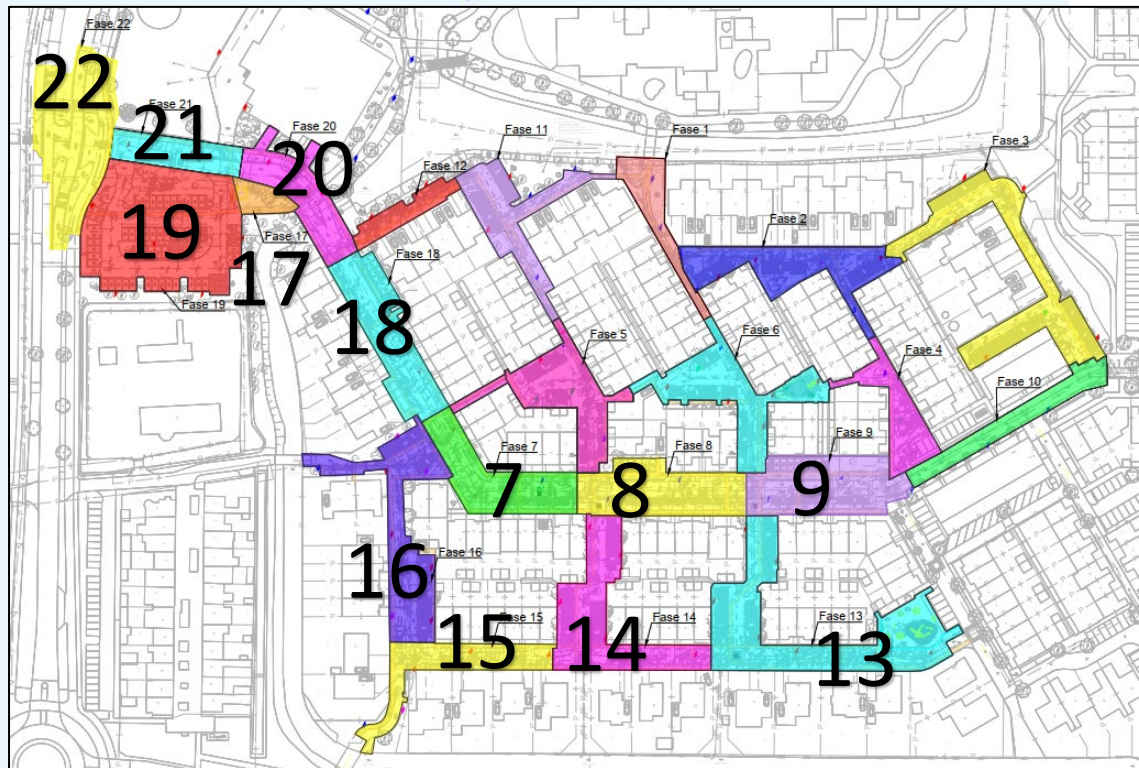 Fase 22
22
Fase 21
21
Fase 20
20
Fase 11
Fase 1
Fase 3
Fase 12
19
Fase 17
17
Fase 2
Fase 18
18
Fase 19
Fase 5
Fase 6
Fase 4
Fase 10
Fase 7
7
Fase 8
8
Fase 9
9
16
Fase 16
Fase 15
15
Fase 14
14
Fase 13
13